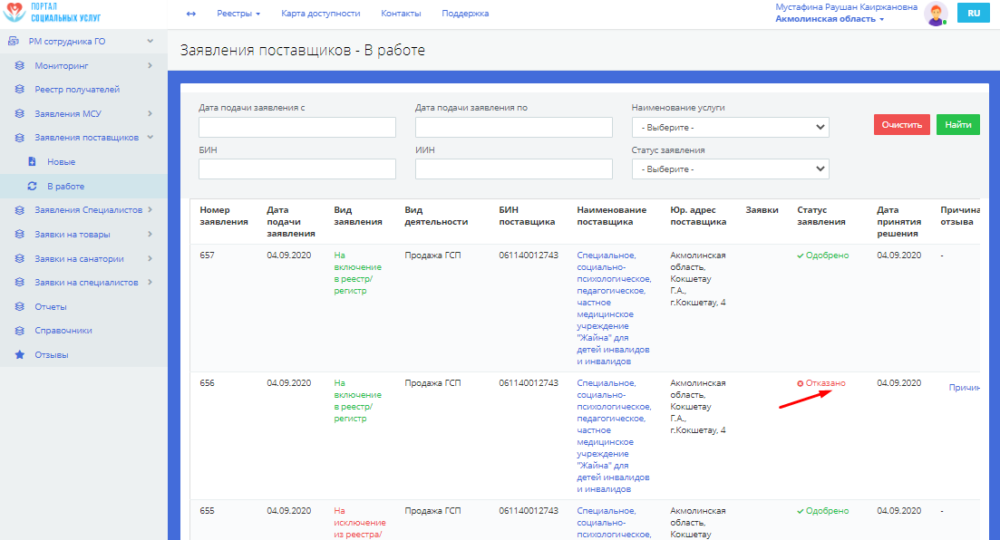 ПОРТАЛ
СОЦИАЛЬНЫХ УСЛУГ
Реестры
Карта доступности
Контакты
Поддержка
Мустафина Раушан Каиржановна
Акмолинская область
RU
РМ сотрудника ГО
Мониторинг
Реестр получателей
Заявления МСУ
Заявления поставщиков
Новые
В работе
Заявления Специалистов
Заявки на товары
Заявки на санатории
Заявки на специалистов
Отчеты
Справочники
Отзывы
Заявления поставщиков - В работе
Дата подачи заявления с
Дата подачи заявления по
Наименование услуги
- Выберите -
Очистить
Найти
БИН
ИИН
Статус заявления
- Выберите -
Номер заявления
Дата подачи заявления
Вид заявления
Вид деятельности
БИН поставщика
Наименование поставщика
Юр. адрес поставщика
Заявки
Статус заявления
Дата принятия решения
Причина отзыва
657
04.09.2020
На
включение
в реестр/
регистр
Продажа ГСП
061140012743
Специальное,
социально-
психологическое,
педагогическое,
частное
медицинское
учреждение
"Жайна" для
детей инвалидов
и инвалидов
Акмолинская
область,
Кокшетау
Г.А.,
г.Кокшетау, 4
Одобрено
04.09.2020
-
656
04.09.2020
На
включение
в реестр/
регистр
Продажа ГСП
061140012743
Специальное,
социально-
психологическое,
педагогическое,
частное
медицинское
учреждение
"Жайна" для
детей инвалидов
и инвалидов
Акмолинская
область,
Кокшетау
Г.А.,
г.Кокшетау, 4
Отказано
04.09.2020
Причин
655
04.09.2020
На
исключение
из реестра/
Продажа ГСП
061140012743
Специальное,
социально-
психологическое,
Акмолинская
область,
Кокшетау
Одобрено
04.09.2020
-